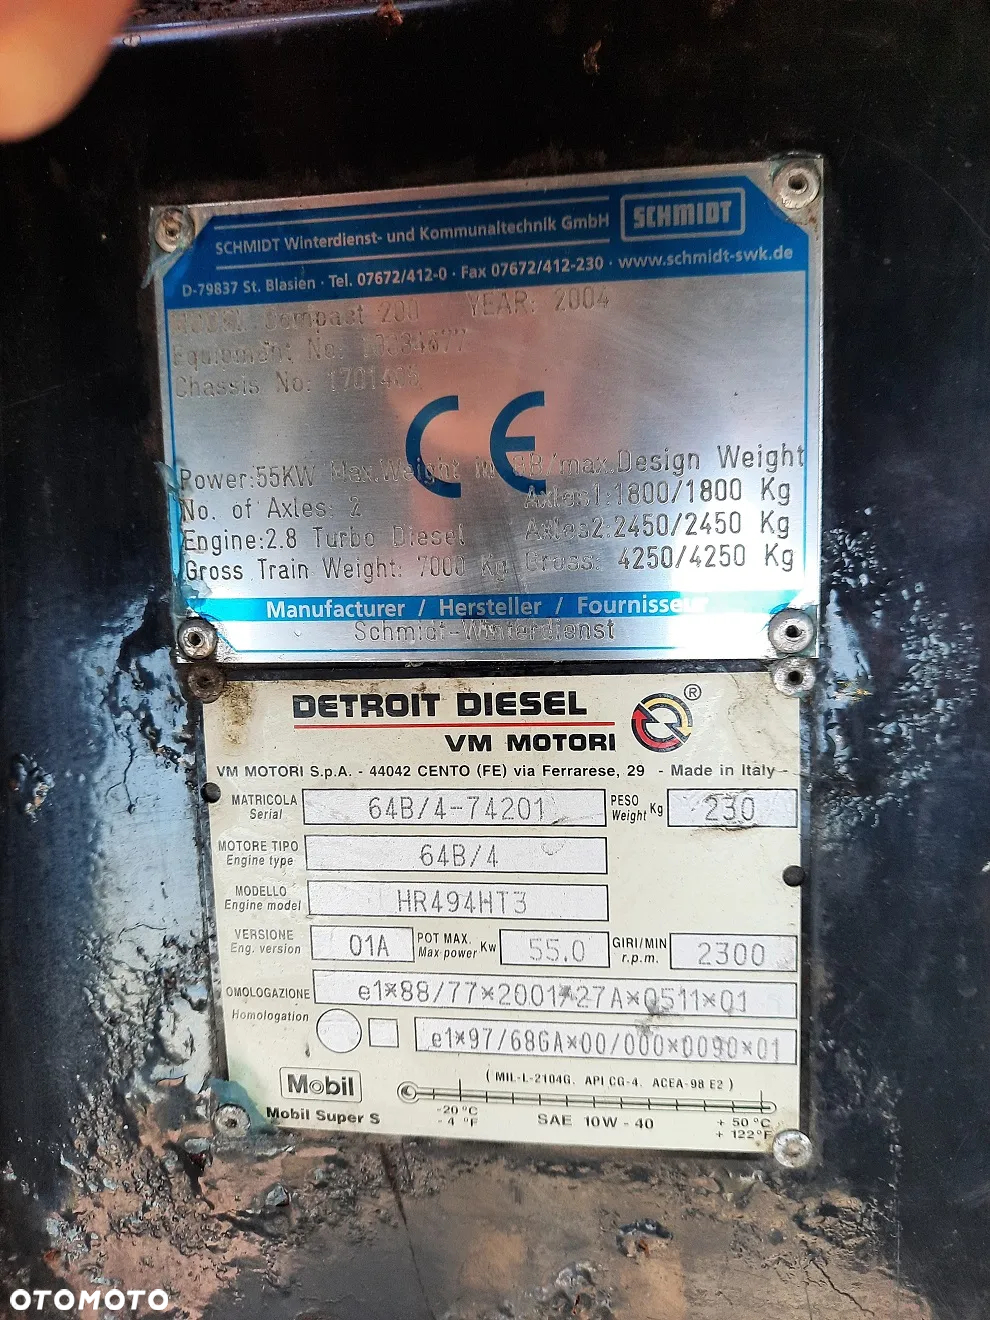 SCHMIDT Winterdienst- und Kommunaltechnik GmbH SCHMIDT
D-79837 St. Blasien · Tel. 07672/412-0 · Fax 07672/412-230 · www.schmidt-swk.de
Model: Compact 200 YEAR: 2004
Equipment No:
Chassis No:
CE
Power:55KW Max.Weight Design Weight
No. of Axles: 2 Axles1:1800/1800 Kg
Engine:2.8 Turbo Diesel Axles2:2450/2450 Kg
Gross Train Weight: 7000 Kg Gross: 4250/4250 Kg
Manufacturer / Hersteller / Fournisseur
Schmidt-Winterdienst
DETROIT DIESEL
VM MOTORI ®
VM MOTORI S.p.A. - 44042 CENTO (FE) via Ferrarese, 29 - Made in Italy -
MATRICOLA Serial 64B/4-74201 PESO Weight Kg 230
MOTORE TIPO Engine type 64B/4
MODELLO Engine model HR494HT3
VERSIONE Eng. version 01A POT MAX. Max power Kw 55.0 GIRI/MIN r.p.m. 2300
OMOLOGAZIONE e1*88/77*2001*27A*0511*01
Homologation e1*97/68GA*00/000*0090*01
Mobil ( MIL-L-2104G. API CG-4. ACEA-98 E2 )
Mobil Super S -20 °C SAE 10W - 40 + 50 °C
- 4 °F + 122°F
OTOMOTO